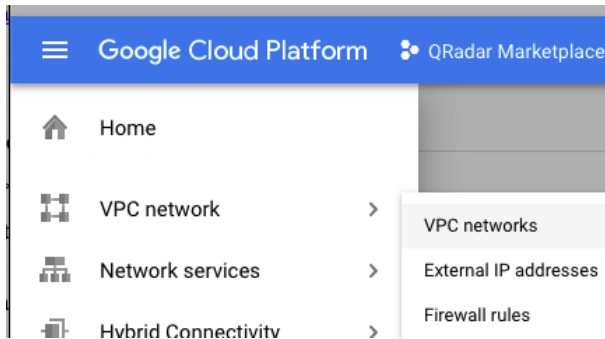 Google Cloud Platform
QRadar Marketplace
Home
VPC network
VPC networks
Network services
External IP addresses
Firewall rules
Hybrid Connectivity